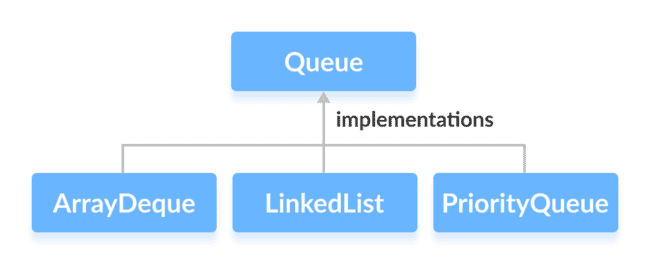 Queue
implementations
ArrayDeque
LinkedList
PriorityQueue